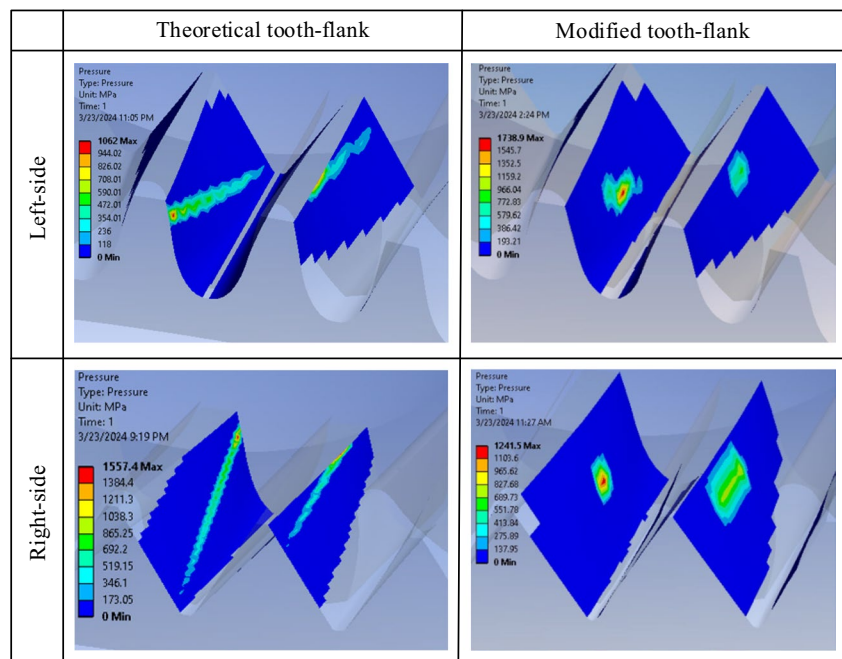 Theoretical tooth-flank
Modified tooth-flank
Left-side
Pressure
Type: Pressure
Unit: MPa
Time: 1
3/23/2024 11:05 PM
1062 Max
944.02
826.02
708.01
590.01
472.01
354.01
236
118
0 Min
Pressure
Type: Pressure
Unit: MPa
Time: 1
3/23/2024 2:24 PM
1738.9 Max
1545.7
1352.5
1159.2
966.04
772.83
579.62
386.42
193.21
0 Min
Right-side
Pressure
Type: Pressure
Unit: MPa
Time: 1
3/23/2024 9:19 PM
1557.4 Max
1384.4
1211.3
1038.3
865.25
692.2
519.15
346.1
173.05
0 Min
Pressure
Type: Pressure
Unit: MPa
Time: 1
3/23/2024 11:27 AM
1241.5 Max
1103.6
965.62
827.68
689.73
551.78
413.84
275.89
137.95
0 Min